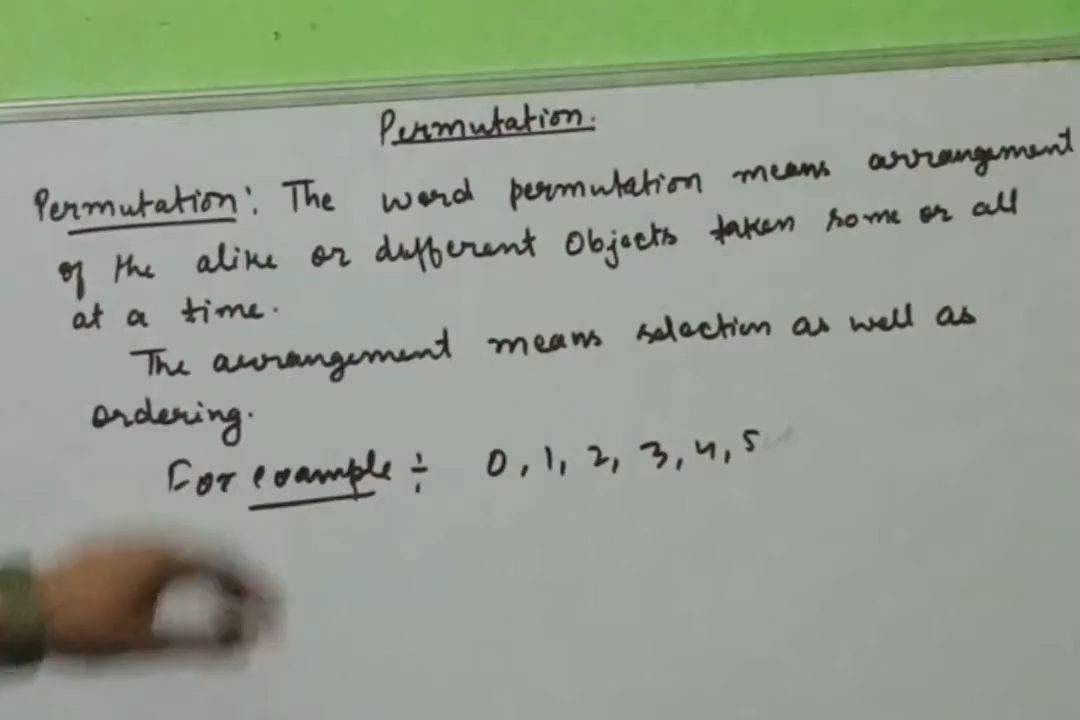 Permutation.
Permutation: The word permutation means arrangement
of the alike or different Objects taken some or all
at a time.
The arrangement means selection as well as
ordering.
For example ÷ 0, 1, 2, 3, 4, 5